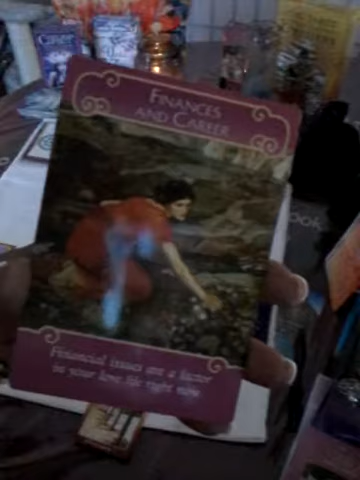 FINANCES
AND CAREER
Financial issues are a factor
in your love life right now.